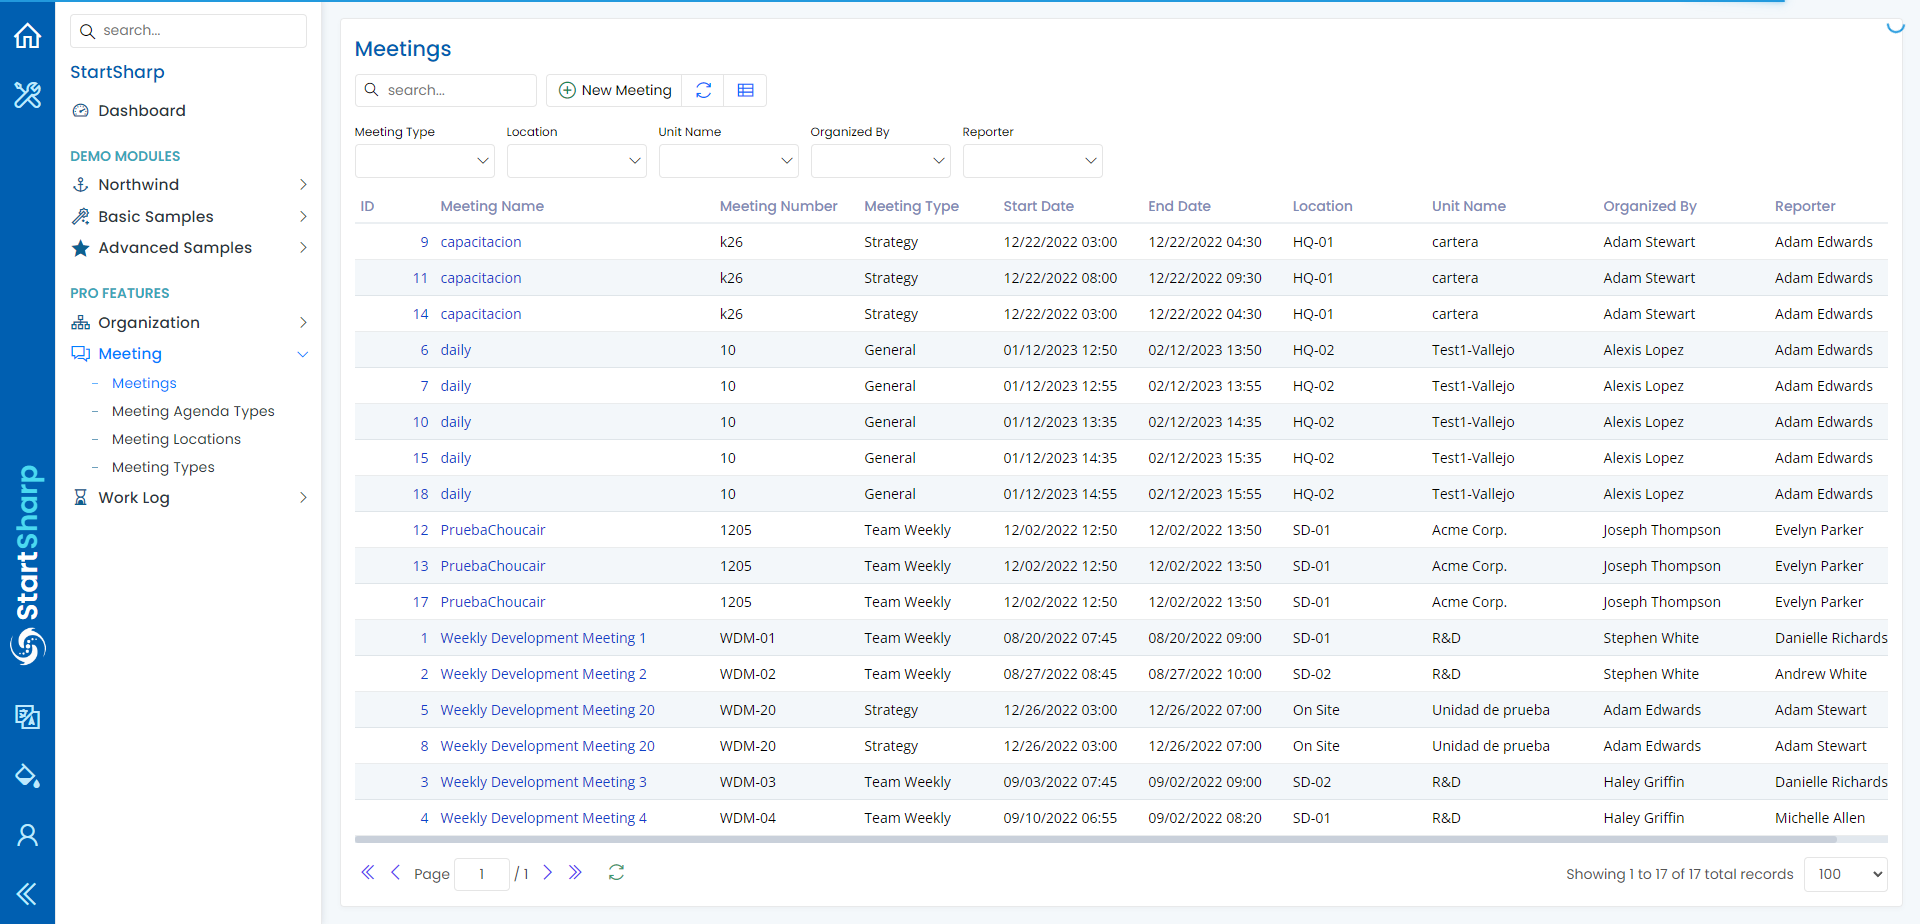 search...
StartSharp
Dashboard
DEMO MODULES
Northwind
Basic Samples
Advanced Samples
PRO FEATURES
Organization
Meeting
Meetings
Meeting Agenda Types
Meeting Locations
Meeting Types
Work Log
StartSharp
Meetings
search...
New Meeting
Meeting Type Location Unit Name Organized By Reporter
ID Meeting Name Meeting Number Meeting Type Start Date End Date Location Unit Name Organized By Reporter
9 capacitacion k26 Strategy 12/22/2022 03:00 12/22/2022 04:30 HQ-01 cartera Adam Stewart Adam Edwards
11 capacitacion k26 Strategy 12/22/2022 08:00 12/22/2022 09:30 HQ-01 cartera Adam Stewart Adam Edwards
14 capacitacion k26 Strategy 12/22/2022 03:00 12/22/2022 04:30 HQ-01 cartera Adam Stewart Adam Edwards
6 daily 10 General 01/12/2023 12:50 02/12/2023 13:50 HQ-02 Test1-Vallejo Alexis Lopez Adam Edwards
7 daily 10 General 01/12/2023 12:55 02/12/2023 13:55 HQ-02 Test1-Vallejo Alexis Lopez Adam Edwards
10 daily 10 General 01/12/2023 13:35 02/12/2023 14:35 HQ-02 Test1-Vallejo Alexis Lopez Adam Edwards
15 daily 10 General 01/12/2023 14:35 02/12/2023 15:35 HQ-02 Test1-Vallejo Alexis Lopez Adam Edwards
18 daily 10 General 01/12/2023 14:55 02/12/2023 15:55 HQ-02 Test1-Vallejo Alexis Lopez Adam Edwards
12 PruebaChoucair 1205 Team Weekly 12/02/2022 12:50 12/02/2022 13:50 SD-01 Acme Corp. Joseph Thompson Evelyn Parker
13 PruebaChoucair 1205 Team Weekly 12/02/2022 12:50 12/02/2022 13:50 SD-01 Acme Corp. Joseph Thompson Evelyn Parker
17 PruebaChoucair 1205 Team Weekly 12/02/2022 12:50 12/02/2022 13:50 SD-01 Acme Corp. Joseph Thompson Evelyn Parker
1 Weekly Development Meeting 1 WDM-01 Team Weekly 08/20/2022 07:45 08/20/2022 09:00 SD-01 R&D Stephen White Danielle Richards
2 Weekly Development Meeting 2 WDM-02 Team Weekly 08/27/2022 08:45 08/27/2022 10:00 SD-02 R&D Stephen White Andrew White
5 Weekly Development Meeting 20 WDM-20 Strategy 12/26/2022 03:00 12/26/2022 07:00 On Site Unidad de prueba Adam Edwards Adam Stewart
8 Weekly Development Meeting 20 WDM-20 Strategy 12/26/2022 03:00 12/26/2022 07:00 On Site Unidad de prueba Adam Edwards Adam Stewart
3 Weekly Development Meeting 3 WDM-03 Team Weekly 09/03/2022 07:45 09/02/2022 09:00 SD-02 R&D Haley Griffin Danielle Richards
4 Weekly Development Meeting 4 WDM-04 Team Weekly 09/10/2022 06:55 09/02/2022 08:20 SD-01 R&D Haley Griffin Michelle Allen
Page 1 / 1
Showing 1 to 17 of 17 total records 100